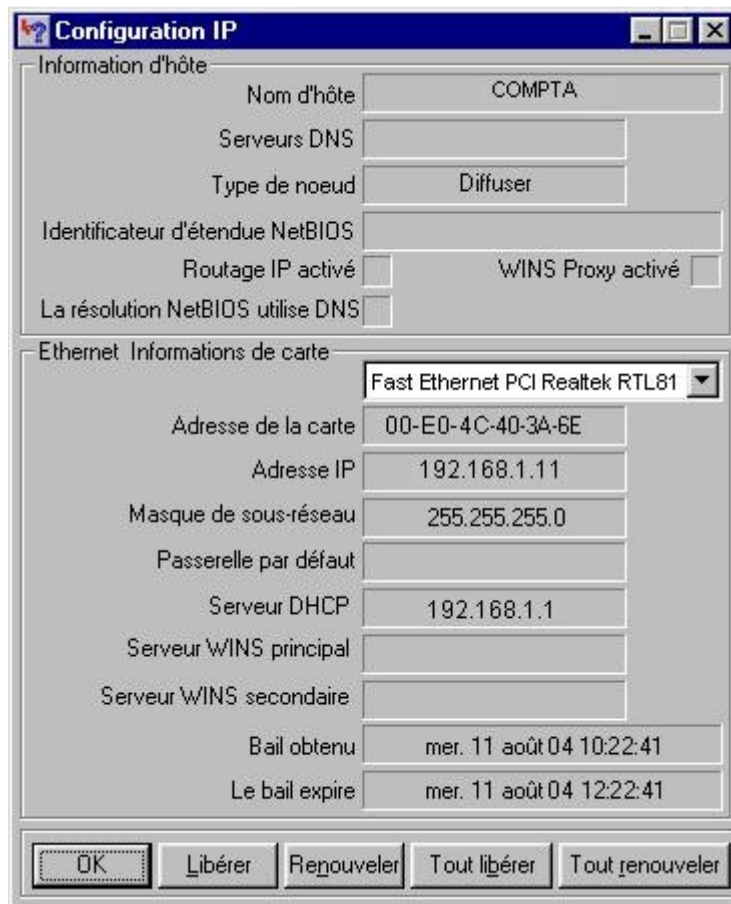 Configuration IP
Information d'hôte
Nom d'hôte COMPTA
Serveurs DNS
Type de noeud Diffuser
Identificateur d'étendue NetBIOS
Routage IP activé WINS Proxy activé
La résolution NetBIOS utilise DNS
Ethernet Informations de carte
Fast Ethernet PCI Realtek RTL81
Adresse de la carte 00-E0-4C-40-3A-6E
Adresse IP 192.168.1.11
Masque de sous-réseau 255.255.255.0
Passerelle par défaut
Serveur DHCP 192.168.1.1
Serveur WINS principal
Serveur WINS secondaire
Bail obtenu mer. 11 août 04 10:22:41
Le bail expire mer. 11 août 04 12:22:41
OK Libérer Renouveler Tout libérer Tout renouveler